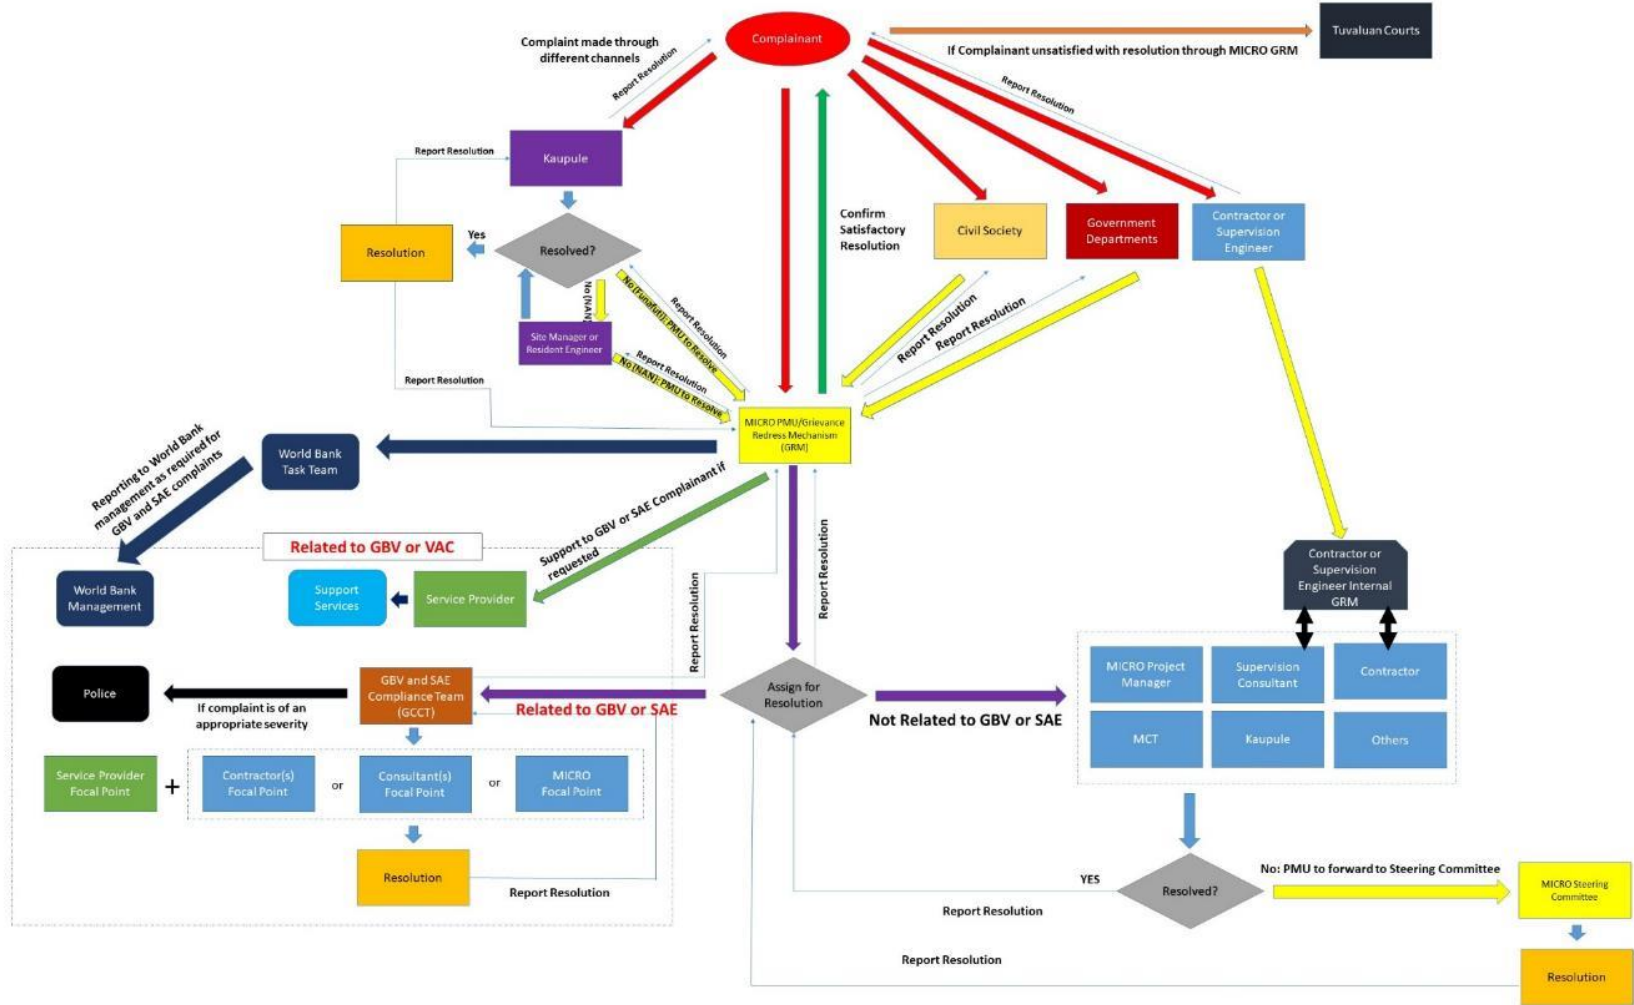 Complainant
Tuvaluan Courts
If Complainant unsatisfied with resolution through MICRO GRM
Complaint made through
different channels
Report Resolution
Report Resolution
Kaupule
Report Resolution
Confirm
Satisfactory
Resolution
Civil Society
Government
Departments
Contractor or
Supervision
Engineer
Resolved?
Yes
Resolution
No [NAN]
No [Funafuti]: PMU to Resolve
Report Resolution
Site Manager or
Resident Engineer
Report Resolution
No [NAN]: PMU to Resolve
Report Resolution
Report Resolution
Report Resolution
MICRO PMU/Grievance
Redress Mechanism
(GRM)
World Bank
Task Team
Reporting to World Bank
management as required for
GBV and SAE complaints
Support to GBV or SAE Complainant if
requested
Related to GBV or VAC
World Bank
Management
Support
Services
Service Provider
Report Resolution
Report Resolution
Contractor or
Supervision
Engineer Internal
GRM
Police
If complaint is of an
appropriate severity
GBV and SAE
Compliance Team
(GCCT)
Related to GBV or SAE
Assign for
Resolution
Not Related to GBV or SAE
MICRO Project
Manager
Supervision
Consultant
Contractor
MCT
Kaupule
Others
Service Provider
Focal Point
+
Contractor(s)
Focal Point
or
Consultant(s)
Focal Point
or
MICRO
Focal Point
Resolution
Report Resolution
YES
Report Resolution
Resolved?
No: PMU to forward to Steering Committee
MICRO Steering
Committee
Report Resolution
Resolution